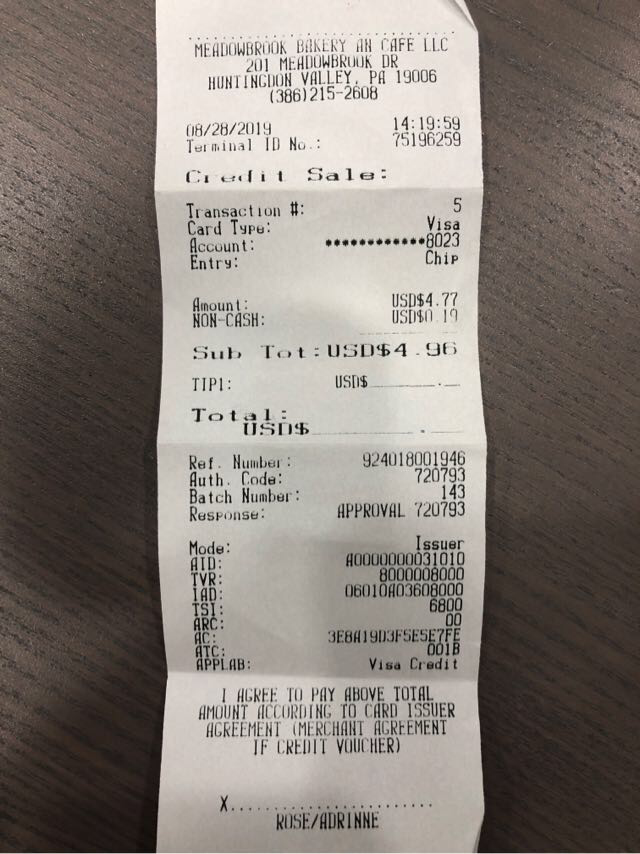 MEADOWBROOK BAKERY AN CAFE LLC
201 MEADOWBROOK DR
HUNTINGDON VALLEY, PA 19006
(386)215-2608
08/28/2019 14:19:59
Terminal ID No.: 75196259
Credit Sale:
Transaction #: 5
Card Type: Visa
Account: ************8023
Entry: Chip
Amount: USD$4.77
NON-CASH: USD$0.19
Sub Tot: USD$4.96
TIP1: USD$______.__
Total:
USD$__________.__
Ref. Number: 924018001946
Auth. Code: 720793
Batch Number: 143
Response: APPROVAL 720793
Mode: Issuer
AID: A0000000031010
TVR: 8000008000
IAD: 06010A03608000
TSI: 6800
ARC: 00
AC: 3E8A19D3F5E5E7FE
ATC: 001B
APPLAB: Visa Credit
I AGREE TO PAY ABOVE TOTAL
AMOUNT ACCORDING TO CARD ISSUER
AGREEMENT (MERCHANT AGREEMENT
IF CREDIT VOUCHER)
X........................
ROSE/ADRINNE